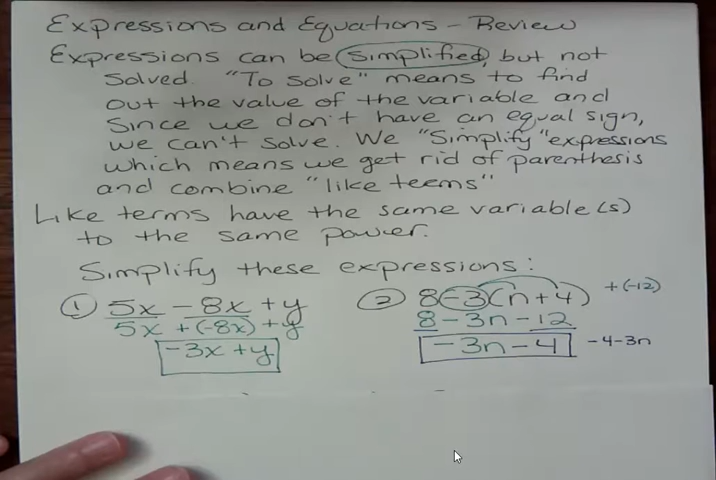 Expressions and Equations - Review
Expressions can be simplified, but not
solved. "To solve" means to find
out the value of the variable and
since we don't have an equal sign,
we can't solve. We "Simplify" expressions
which means we get rid of parenthesis
and combine "like teems"
Like terms have the same variable(s)
to the same power.
Simplify these expressions:
① 5x - 8x + y
5x + (-8x) + y
-3x + y
② 8 - 3(n + 4) + (-12)
8 - 3n - 12
-3n - 4 -4-3n